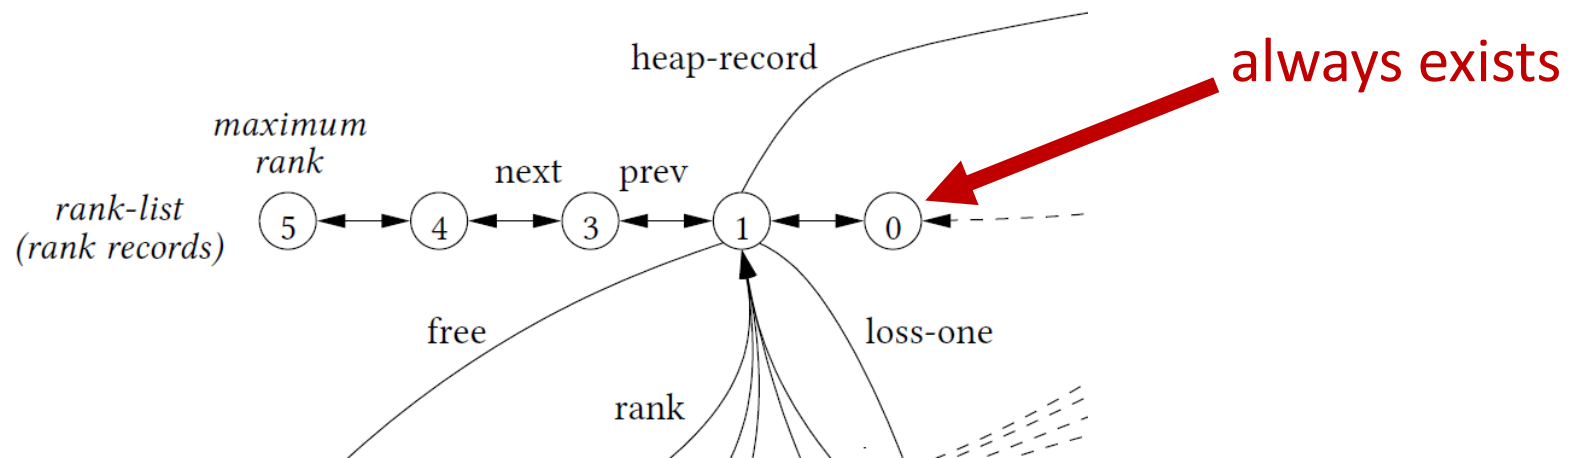 heap-record
always exists
maximum
rank
next
prev
rank-list
(rank records)
5
4
3
1
0
free
loss-one
rank